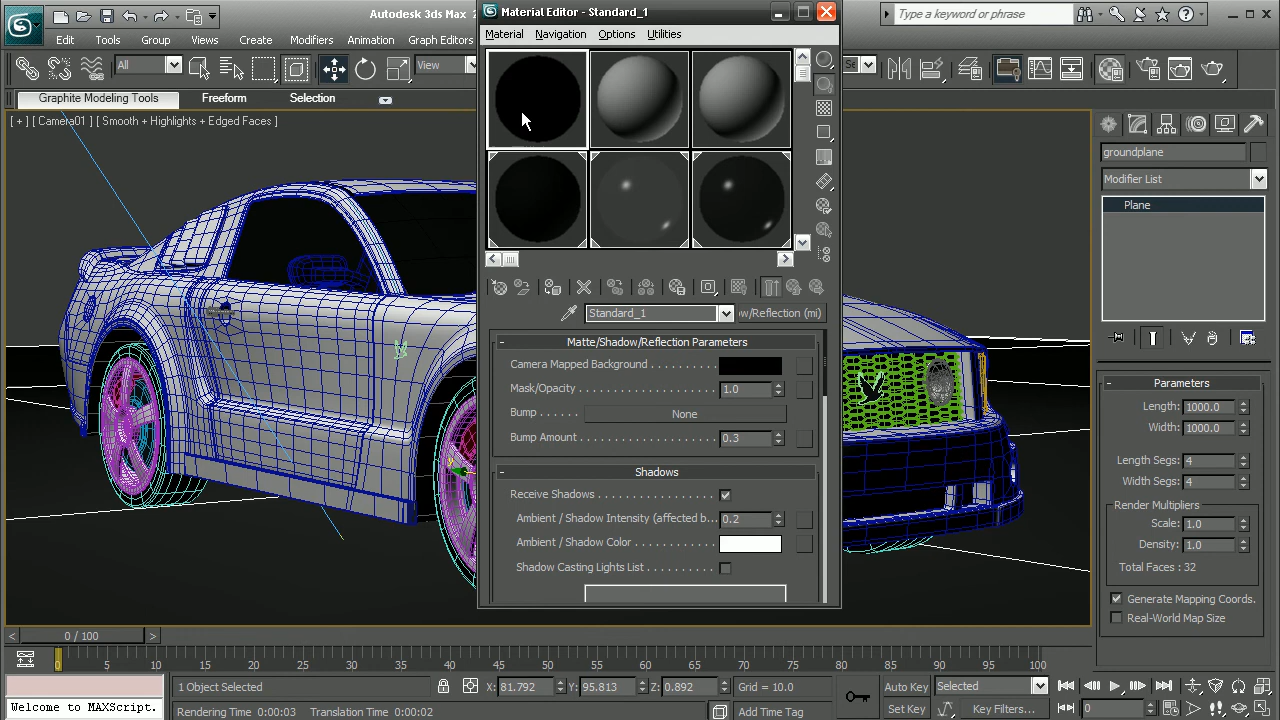 Autodesk 3ds Max 2
Material Editor - Standard_1
Type a keyword or phrase
Edit Tools Group Views Create Modifiers Animation Graph Editors
Material Navigation Options Utilities
All
View
Se
Graphite Modeling Tools Freeform Selection
[ + ] [ Camera01 ] [ Smooth + Highlights + Edged Faces ]
groundplane
Modifier List
Plane
Standard_1
w/Reflection (mi)
- Matte/Shadow/Reflection Parameters
Camera Mapped Background . . . . . . . . . .
Mask/Opacity . . . . . . . . . . . . . . . . . 1.0
Bump . . . . . . None
Bump Amount . . . . . . . . . . . . . . . . . 0.3
- Shadows
Receive Shadows . . . . . . . . . . . . . . . . .
Ambient / Shadow Intensity (affected b... 0.2
Ambient / Shadow Color . . . . . . . . . . . .
Shadow Casting Lights List . . . . . . . . . .
- Parameters
Length: 1000.0
Width: 1000.0
Length Segs: 4
Width Segs: 4
Render Multipliers
Scale: 1.0
Density: 1.0
Total Faces : 32
Generate Mapping Coords.
Real-World Map Size
< 0 / 100 >
0 5 10 15 20 25 30 35 40 45 50 55 60 65 70 75 80 85 90 95 100
1 Object Selected
X: 81.792 Y: 95.813 Z: 0.892 Grid = 10.0
Auto Key Selected
Welcome to MAXScript.
Rendering Time 0:00:03 Translation Time 0:00:02
Add Time Tag
Set Key Key Filters... 0